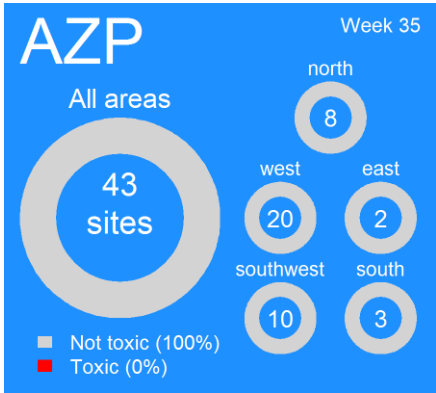 AZP
Week 35
All areas
43
sites
north
8
west
20
east
2
southwest
10
south
3
Not toxic (100%)
Toxic (0%)